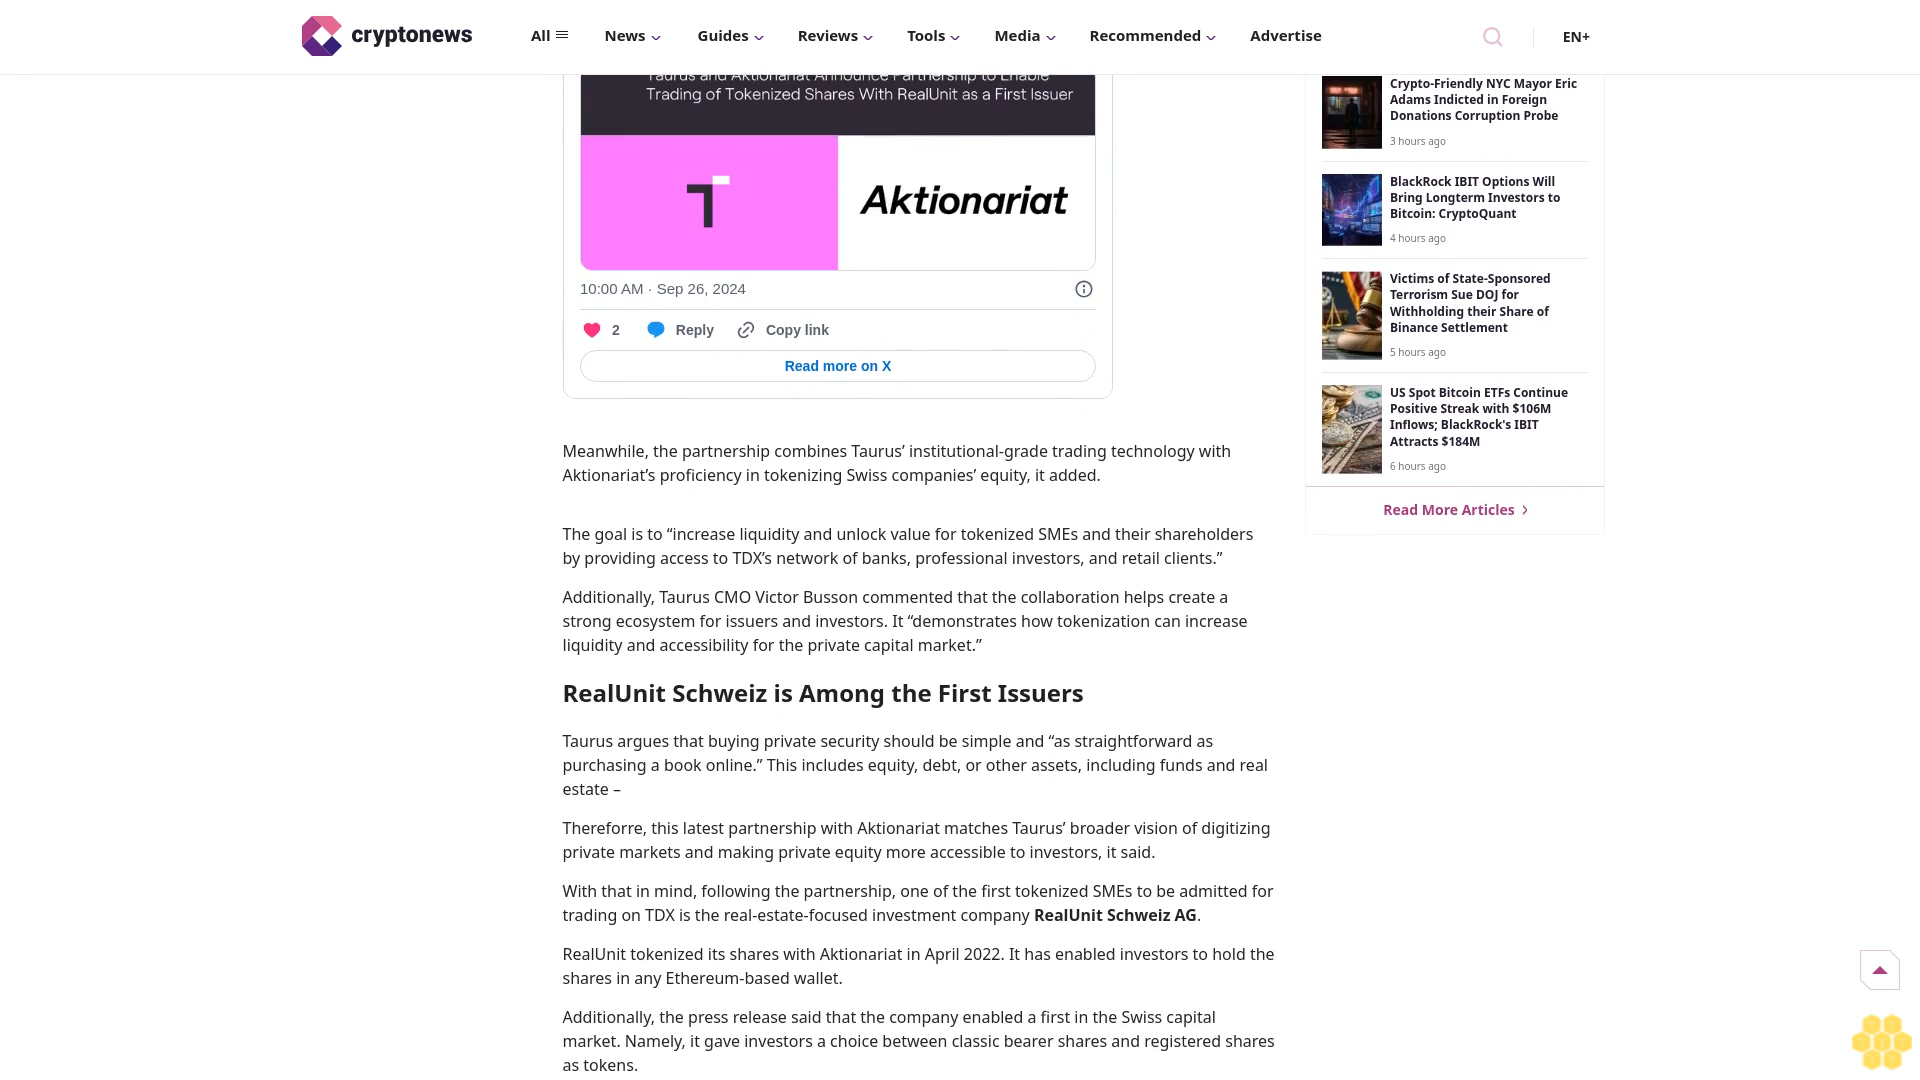 cryptonews
All
News
Guides
Reviews
Tools
Media
Recommended
Advertise
EN+
Taurus and Aktionariat Announce Partnership to Enable
Trading of Tokenized Shares With RealUnit as a First Issuer
Aktionariat
10:00 AM · Sep 26, 2024
2
Reply
Copy link
Read more on X
Meanwhile, the partnership combines Taurus’ institutional-grade trading technology with
Aktionariat’s proficiency in tokenizing Swiss companies’ equity, it added.
The goal is to “increase liquidity and unlock value for tokenized SMEs and their shareholders
by providing access to TDX’s network of banks, professional investors, and retail clients.”
Additionally, Taurus CMO Victor Busson commented that the collaboration helps create a
strong ecosystem for issuers and investors. It “demonstrates how tokenization can increase
liquidity and accessibility for the private capital market.”
RealUnit Schweiz is Among the First Issuers
Taurus argues that buying private security should be simple and “as straightforward as
purchasing a book online.” This includes equity, debt, or other assets, including funds and real
estate –
Thereforre, this latest partnership with Aktionariat matches Taurus’ broader vision of digitizing
private markets and making private equity more accessible to investors, it said.
With that in mind, following the partnership, one of the first tokenized SMEs to be admitted for
trading on TDX is the real-estate-focused investment company RealUnit Schweiz AG.
RealUnit tokenized its shares with Aktionariat in April 2022. It has enabled investors to hold the
shares in any Ethereum-based wallet.
Additionally, the press release said that the company enabled a first in the Swiss capital
market. Namely, it gave investors a choice between classic bearer shares and registered shares
as tokens.
Crypto-Friendly NYC Mayor Eric
Adams Indicted in Foreign
Donations Corruption Probe
3 hours ago
BlackRock IBIT Options Will
Bring Longterm Investors to
Bitcoin: CryptoQuant
4 hours ago
Victims of State-Sponsored
Terrorism Sue DOJ for
Withholding their Share of
Binance Settlement
5 hours ago
US Spot Bitcoin ETFs Continue
Positive Streak with $106M
Inflows; BlackRock's IBIT
Attracts $184M
6 hours ago
Read More Articles